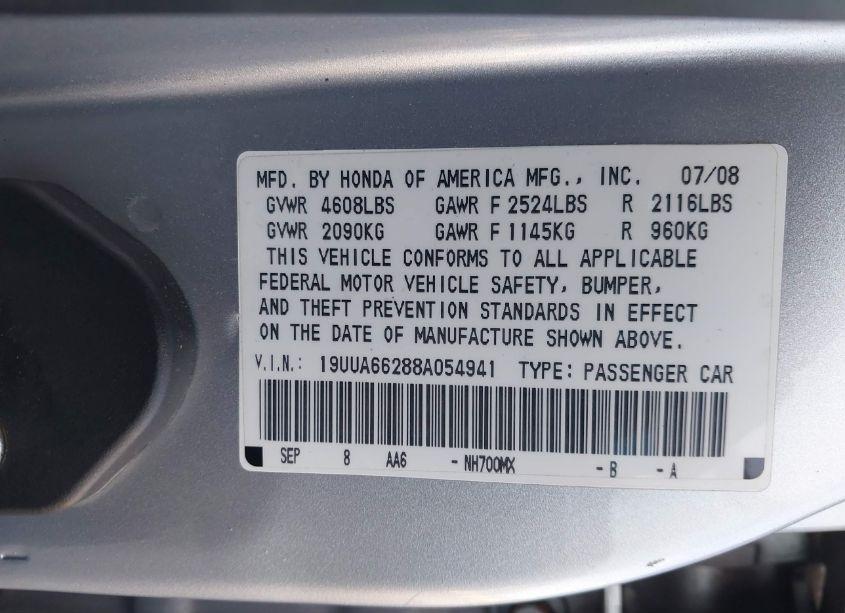 MFD. BY HONDA OF AMERICA MFG., INC. 07/08
GVWR 4608LBS GAWR F 2524LBS R 2116LBS
GVWR 2090KG GAWR F 1145KG R 960KG
THIS VEHICLE CONFORMS TO ALL APPLICABLE
FEDERAL MOTOR VEHICLE SAFETY, BUMPER,
AND THEFT PREVENTION STANDARDS IN EFFECT
ON THE DATE OF MANUFACTURE SHOWN ABOVE.
V.I.N.: 19UUA66288A054941 TYPE: PASSENGER CAR
SEP 8 AA6 - NH700MX - B - A